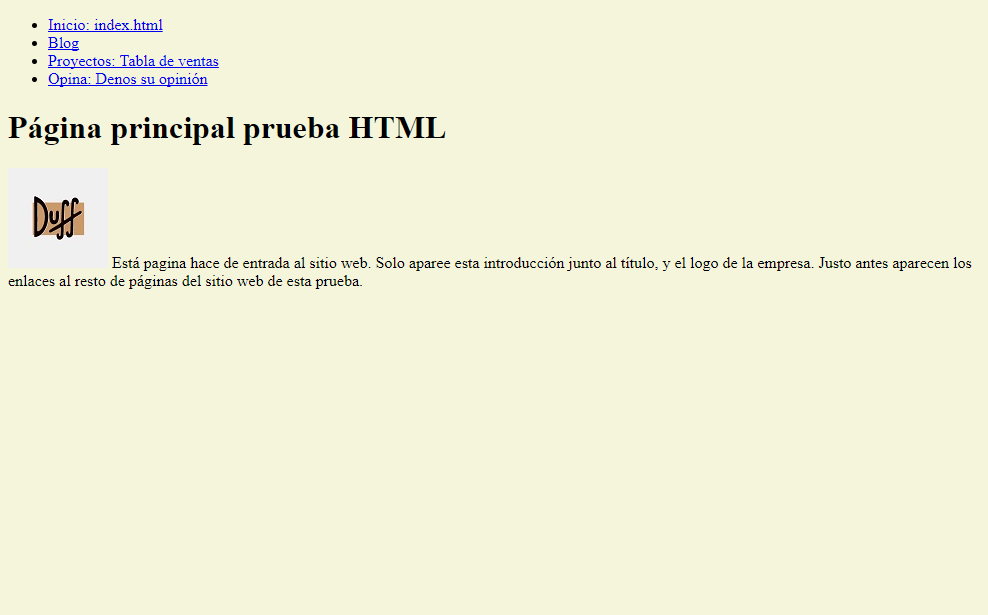 Inicio: index.html
Blog
Proyectos: Tabla de ventas
Opina: Denos su opinión
Página principal prueba HTML
Duff
Está pagina hace de entrada al sitio web. Solo aparee esta introducción junto al título, y el logo de la empresa. Justo antes aparecen los
enlaces al resto de páginas del sitio web de esta prueba.